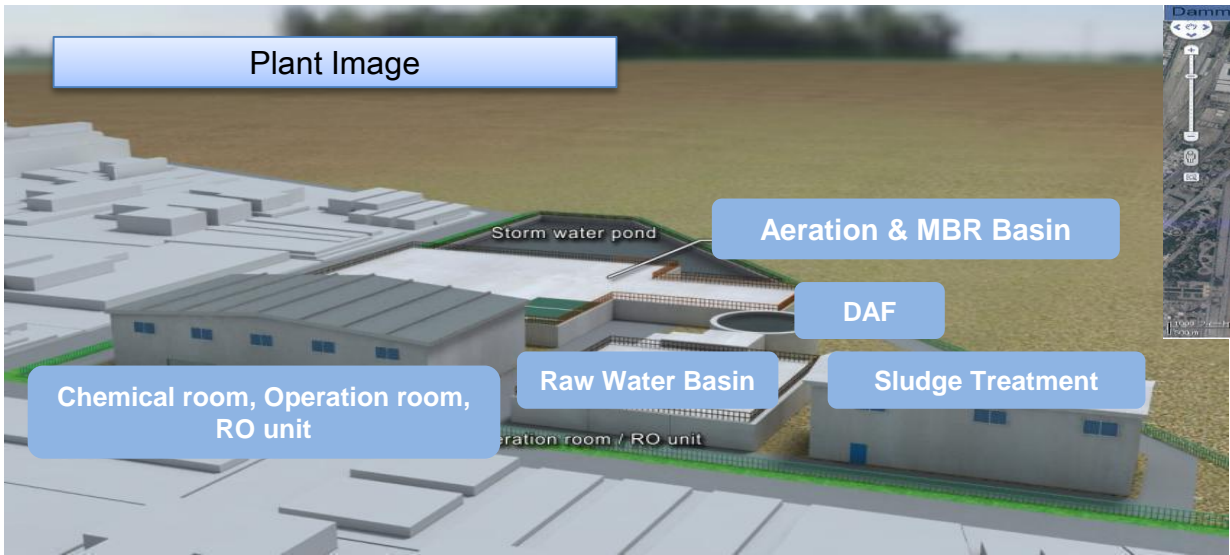 Damm
Plant Image
Storm water pond
Aeration & MBR Basin
DAF
Raw Water Basin
Sludge Treatment
Chemical room, Operation room,
RO unit
eration room / RO unit